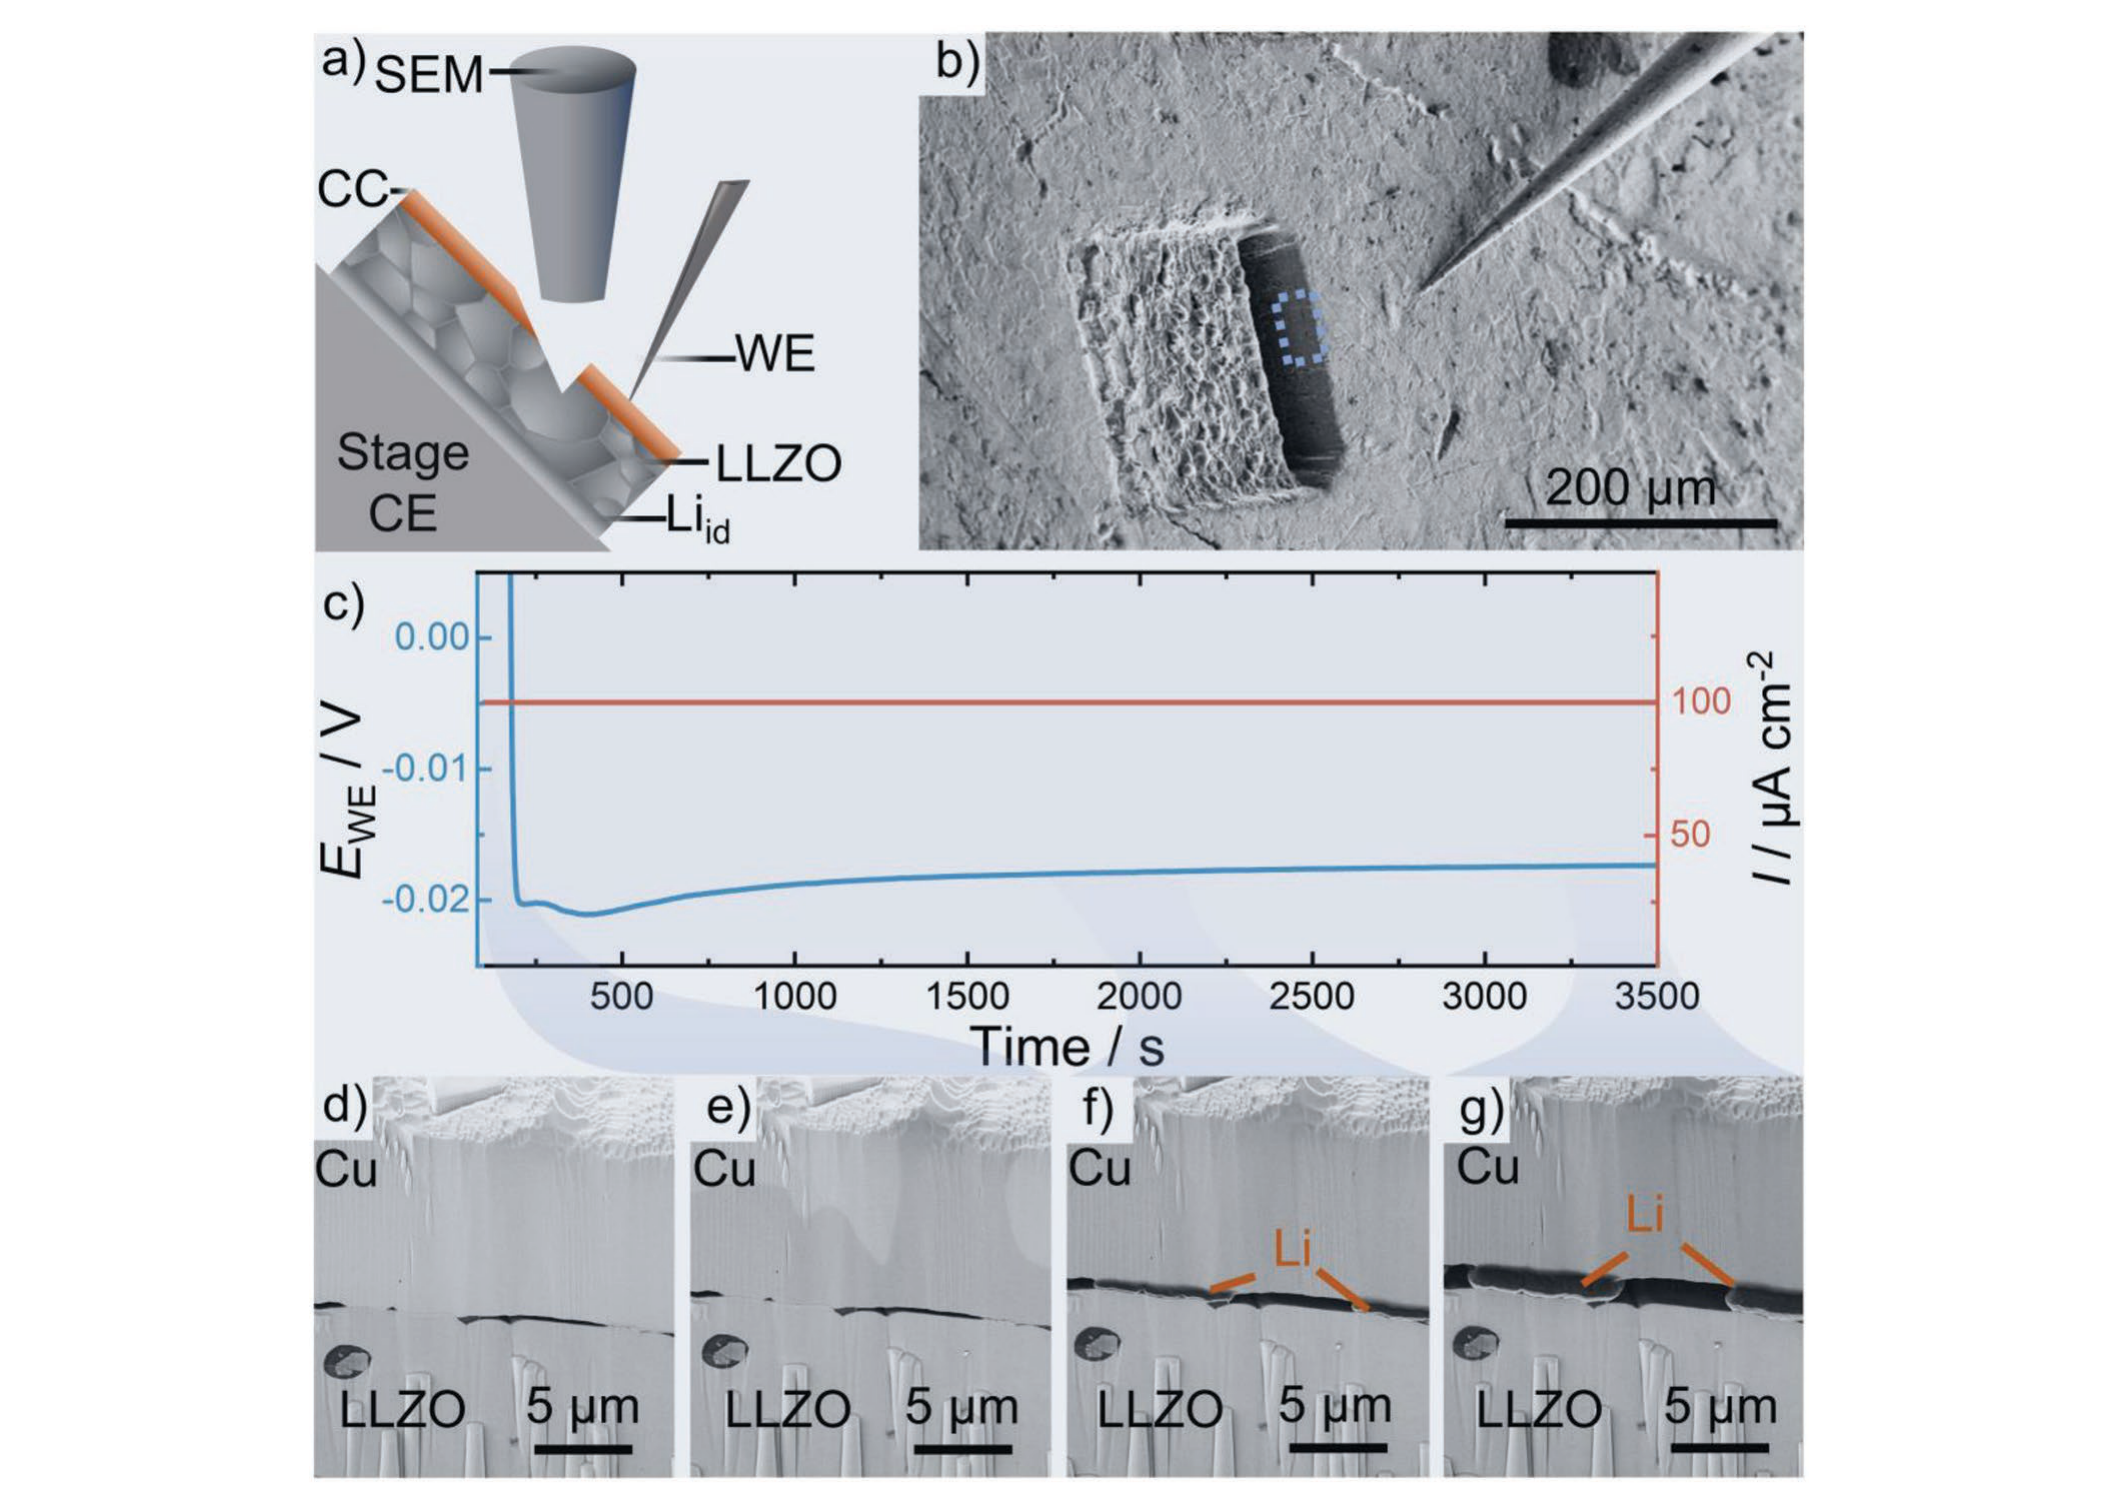 a)
SEM
CC
WE
LLZO
Li_id
Stage
CE
b)
200 µm
c)
0.00
-0.01
-0.02
E_WE / V
100
50
I / µA cm⁻²
500 1000 1500 2000 2500 3000 3500
Time / s
d)
Cu
LLZO
5 µm
e)
Cu
LLZO
5 µm
f)
Cu
Li
LLZO
5 µm
g)
Cu
Li
LLZO
5 µm